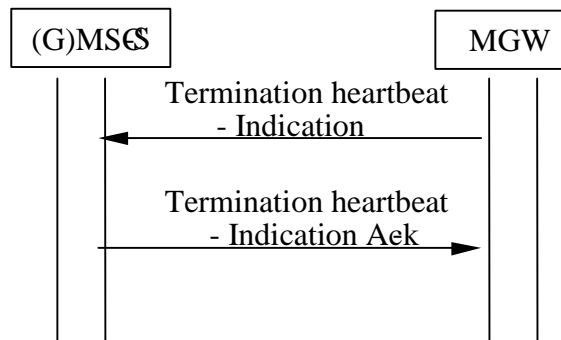 (G)MSC-S
MGW
Termination heartbeat
- Indication
Termination heartbeat
- Indication Ack